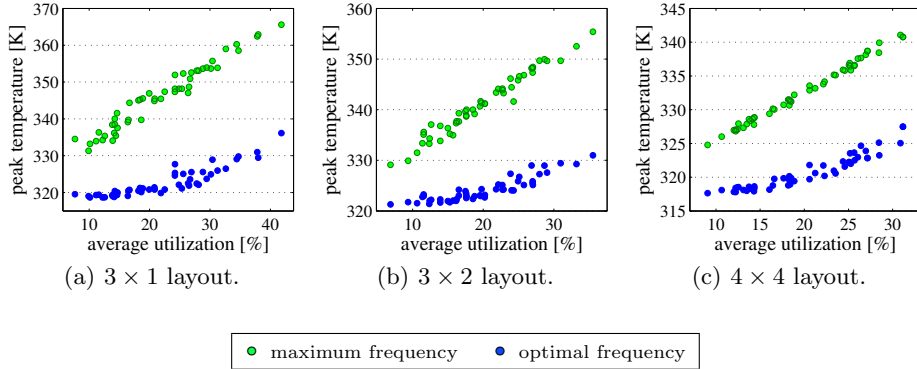 370
360
350
340
330
320
peak temperature [K]
10 20 30 40
average utilization [%]
(a) 3 × 1 layout.
360
350
340
330
320
peak temperature [K]
10 20 30
average utilization [%]
(b) 3 × 2 layout.
345
340
335
330
325
320
315
peak temperature [K]
10 15 20 25 30
average utilization [%]
(c) 4 × 4 layout.
maximum frequency optimal frequency